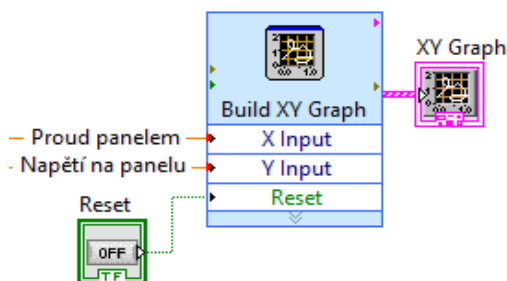 XY Graph
Build XY Graph
Proud panelem
X Input
Napětí na panelu
Y Input
Reset
Reset
OFF
TF